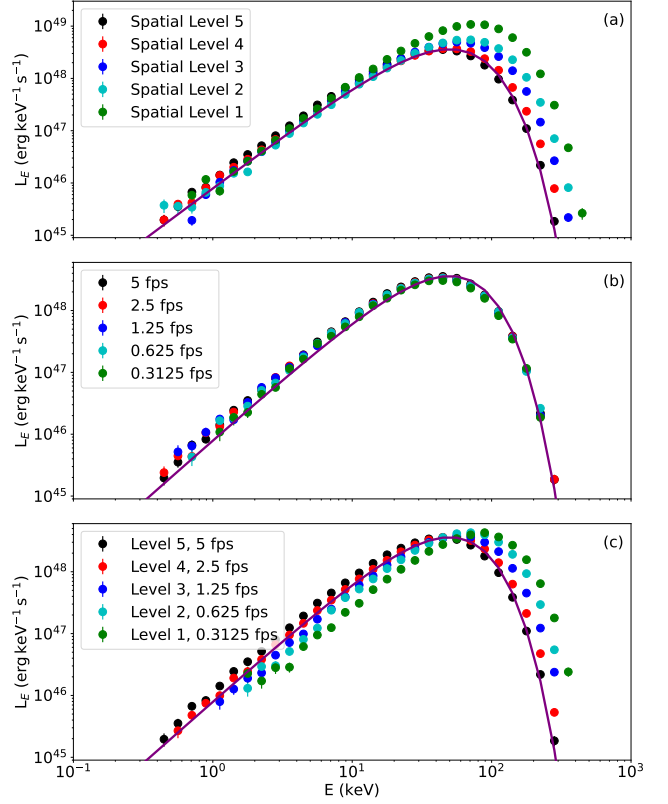 (a)
Spatial Level 5
Spatial Level 4
Spatial Level 3
Spatial Level 2
Spatial Level 1
10^49
10^48
10^47
10^46
10^45
L_E (erg keV^−1 s^−1)
(b)
5 fps
2.5 fps
1.25 fps
0.625 fps
0.3125 fps
10^48
10^47
10^46
10^45
L_E (erg keV^−1 s^−1)
(c)
Level 5, 5 fps
Level 4, 2.5 fps
Level 3, 1.25 fps
Level 2, 0.625 fps
Level 1, 0.3125 fps
10^48
10^47
10^46
10^45
L_E (erg keV^−1 s^−1)
10^−1 10^0 10^1 10^2 10^3
E (keV)